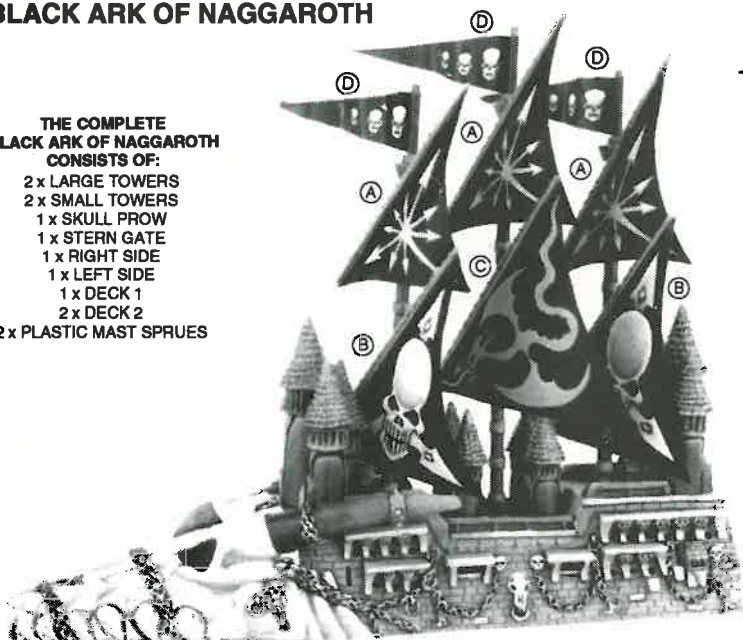 BLACK ARK OF NAGGAROTH
THE COMPLETE
LACK ARK OF NAGGAROTH
CONSISTS OF:
2 x LARGE TOWERS
2 x SMALL TOWERS
1 x SKULL PROW
1 x STERN GATE
1 x RIGHT SIDE
1 x LEFT SIDE
1 x DECK 1
2 x DECK 2
2 x PLASTIC MAST SPRUES
D
D
D
A
A
A
C
B
B